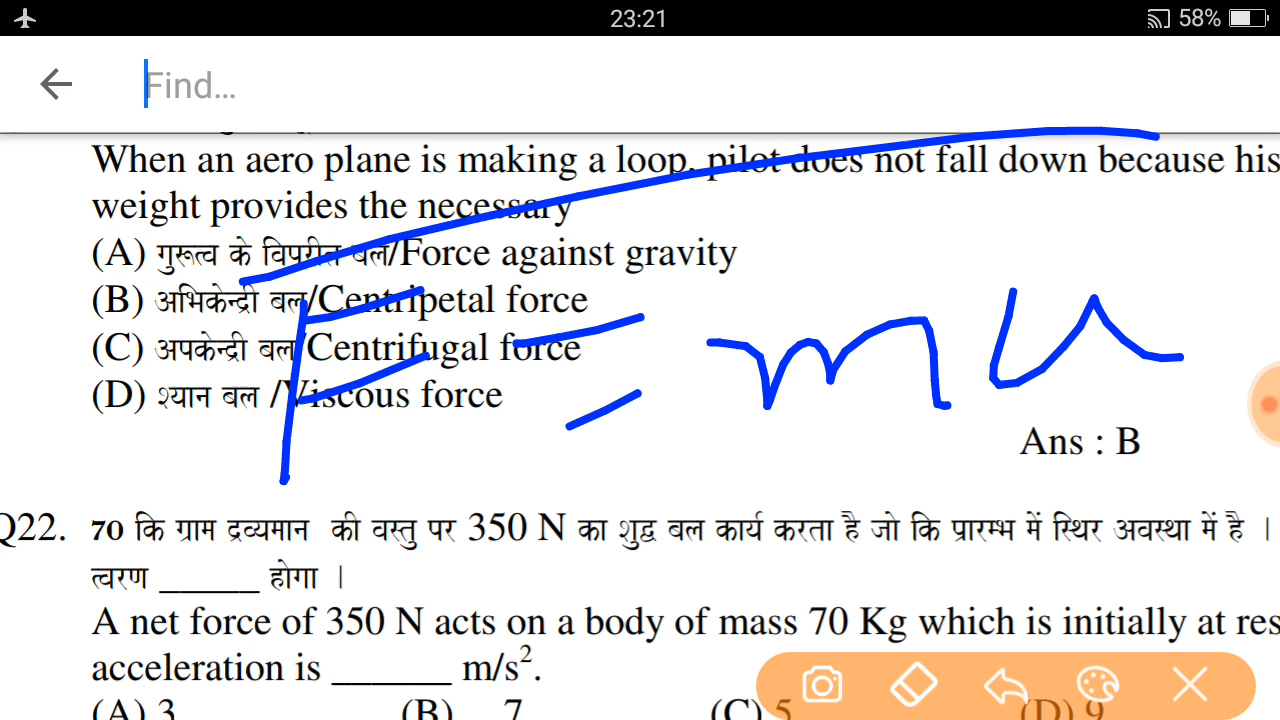 23:21 58%
Find...
When an aero plane is making a loop, pilot does not fall down because his
weight provides the necessary
(A) गुरूत्व के विपरीत बल/Force against gravity
(B) अभिकेन्द्री बल/Centripetal force
(C) अपकेन्द्री बल/Centrifugal force
(D) श्यान बल /Viscous force
F = ma
Ans : B
Q22. 70 कि ग्राम द्रव्यमान की वस्तु पर 350 N का शुद्व बल कार्य करता है जो कि प्रारम्भ में स्थिर अवस्था में है ।
त्वरण ______ होगा ।
A net force of 350 N acts on a body of mass 70 Kg which is initially at res
acceleration is _______ m/s².
(A) 3 (B) 7 (C) 5 (D) 9